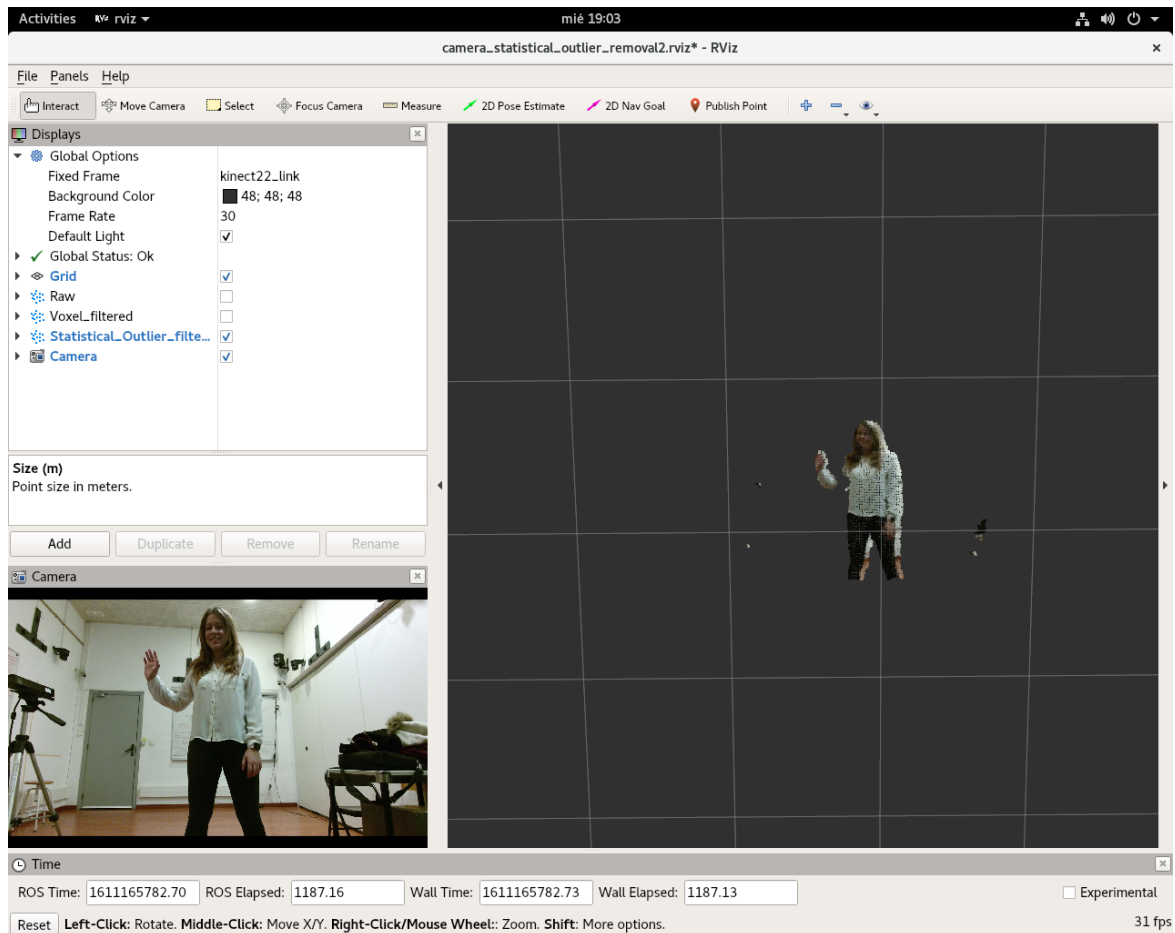 Activities RViz rviz mié 19:03
camera_statistical_outlier_removal2.rviz* - RViz
File Panels Help
Interact Move Camera Select Focus Camera Measure 2D Pose Estimate 2D Nav Goal Publish Point
Displays
Global Options
Fixed Frame kinect22_link
Background Color 48; 48; 48
Frame Rate 30
Default Light
Global Status: Ok
Grid
Raw
Voxel_filtered
Statistical_Outlier_filte...
Camera
Size (m)
Point size in meters.
Add Duplicate Remove Rename
Camera
Time
ROS Time: 1611165782.70 ROS Elapsed: 1187.16 Wall Time: 1611165782.73 Wall Elapsed: 1187.13 Experimental
Reset Left-Click: Rotate. Middle-Click: Move X/Y. Right-Click/Mouse Wheel:: Zoom. Shift: More options. 31 fps